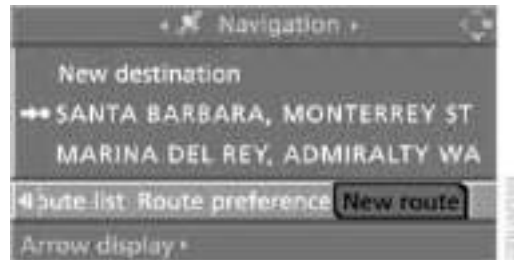 Navigation
New destination
SANTA BARBARA, MONTERREY ST
MARINA DEL REY, ADMIRALTY WA
oute list Route preference New route
Arrow display